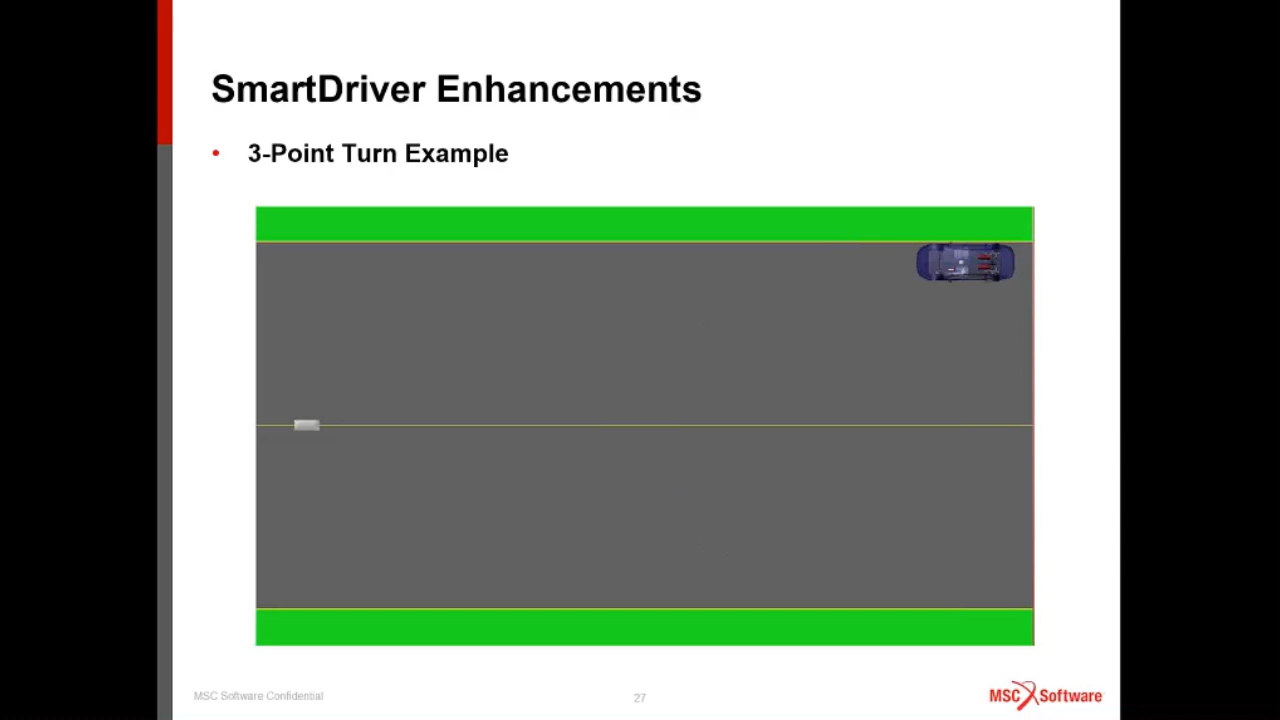 SmartDriver Enhancements
• 3-Point Turn Example
MSC Software Confidential
27
MSC Software